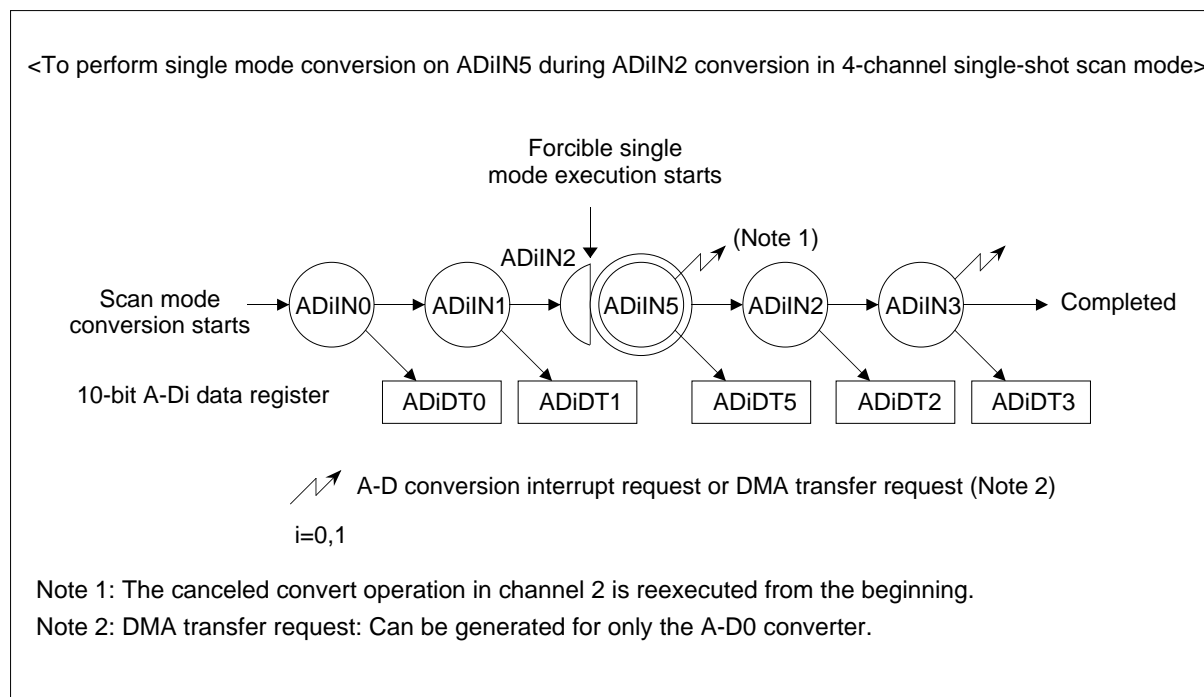 <To perform single mode conversion on ADiIN5 during ADiIN2 conversion in 4-channel single-shot scan mode>
Forcible single
mode execution starts
ADiIN2
(Note 1)
Scan mode
conversion starts
ADiIN0
ADiIN1
ADiIN5
ADiIN2
ADiIN3
Completed
10-bit A-Di data register
ADiDT0
ADiDT1
ADiDT5
ADiDT2
ADiDT3
A-D conversion interrupt request or DMA transfer request (Note 2)
i=0,1
Note 1: The canceled convert operation in channel 2 is reexecuted from the beginning.
Note 2: DMA transfer request: Can be generated for only the A-D0 converter.